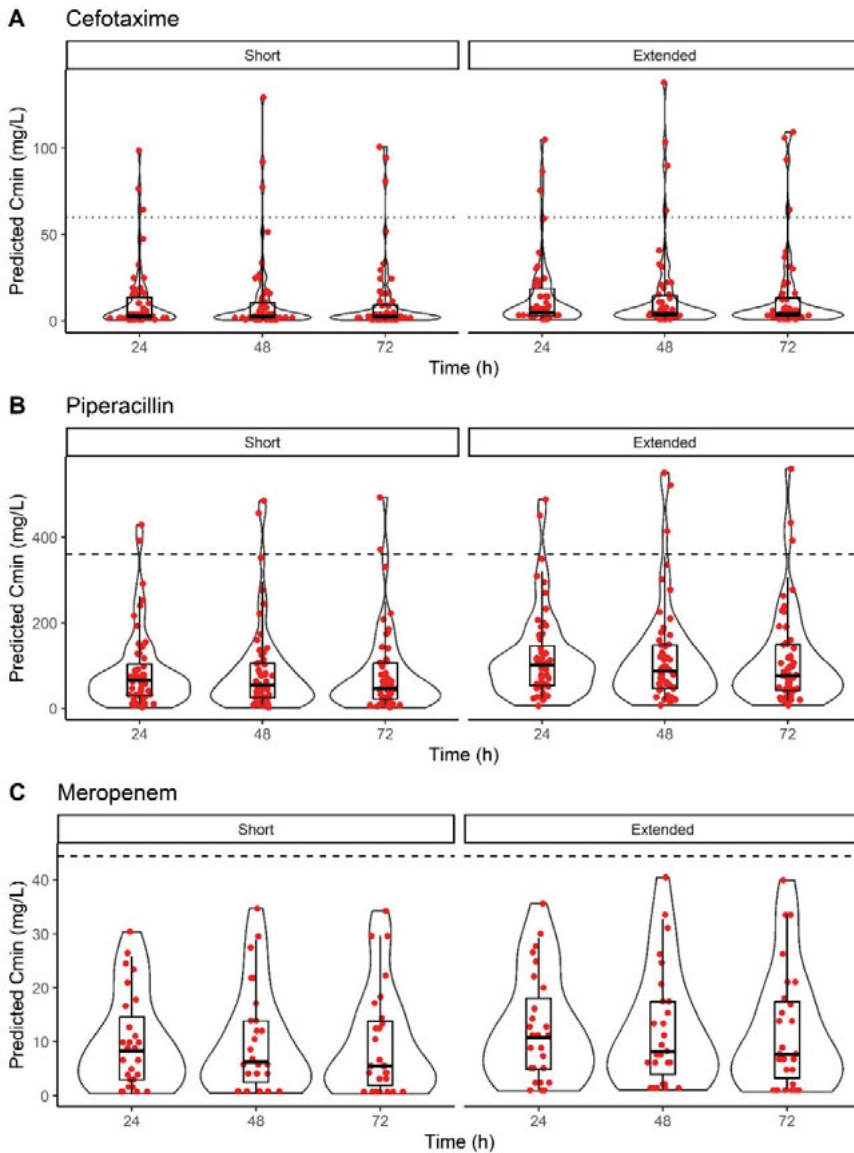 A Cefotaxime
Short Extended
Predicted Cmin (mg/L)
100
50
0
24 48 72 24 48 72
Time (h)
B Piperacillin
Short Extended
Predicted Cmin (mg/L)
400
200
0
24 48 72 24 48 72
Time (h)
C Meropenem
Short Extended
Predicted Cmin (mg/L)
40
30
20
10
0
24 48 72 24 48 72
Time (h)